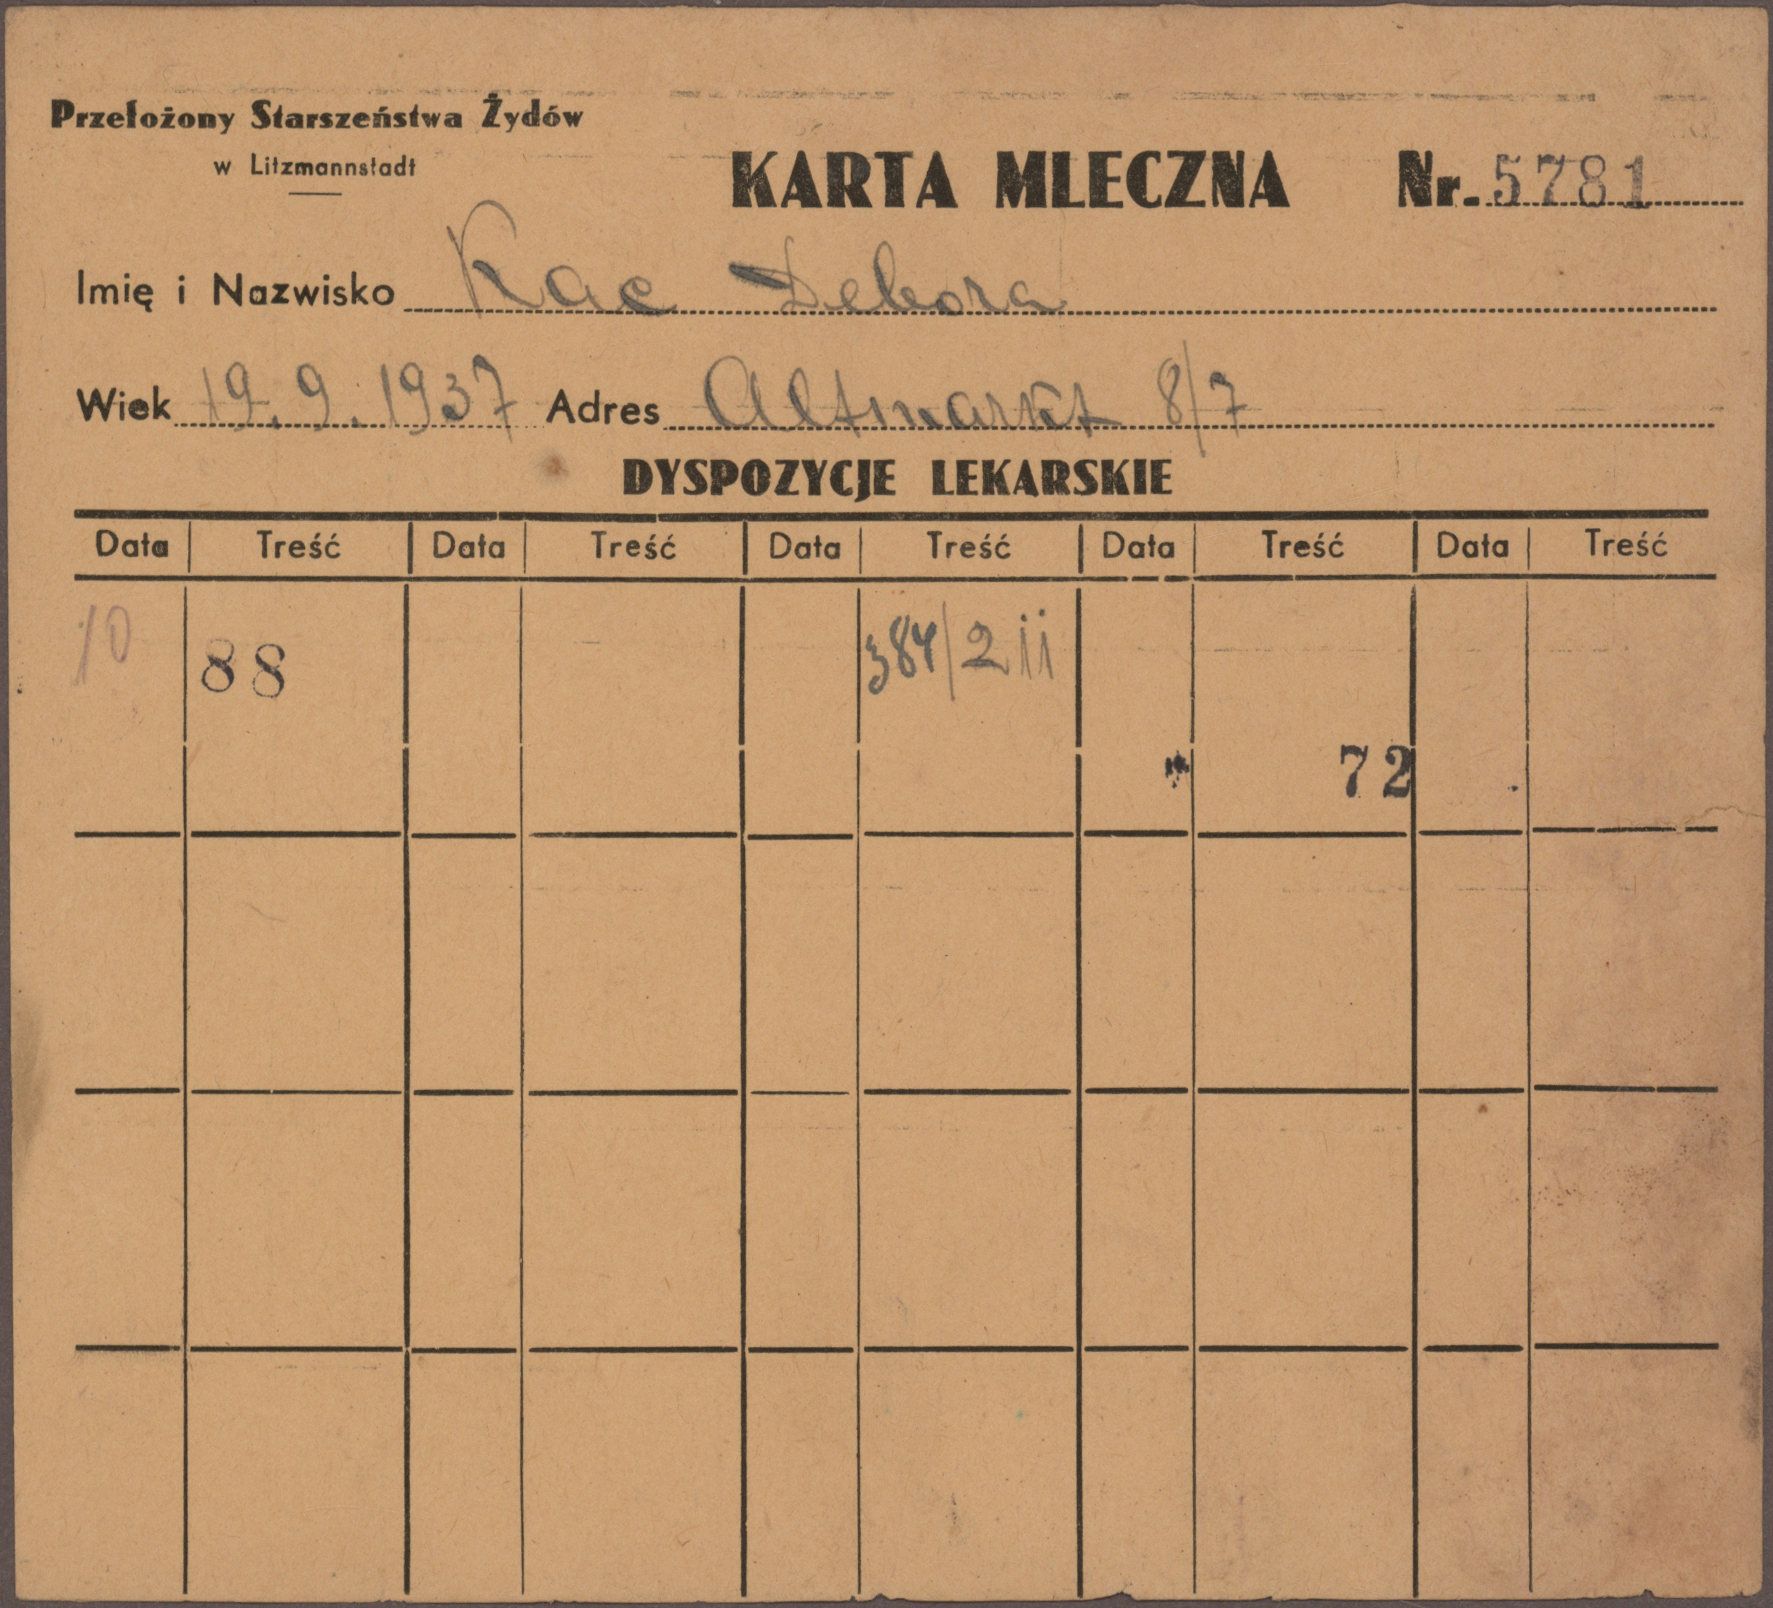 Przełożony Starszeństwa Żydów
w Litzmannstadt
KARTA MLECZNA Nr. 5781
Imię i Nazwisko Kac Debora
Wiek 19.9.1937 Adres Altmarkt 8/7
DYSPOZYCJE LEKARSKIE
Data Treść Data Treść Data Treść Data Treść Data Treść
10 88 384/2 ii
72